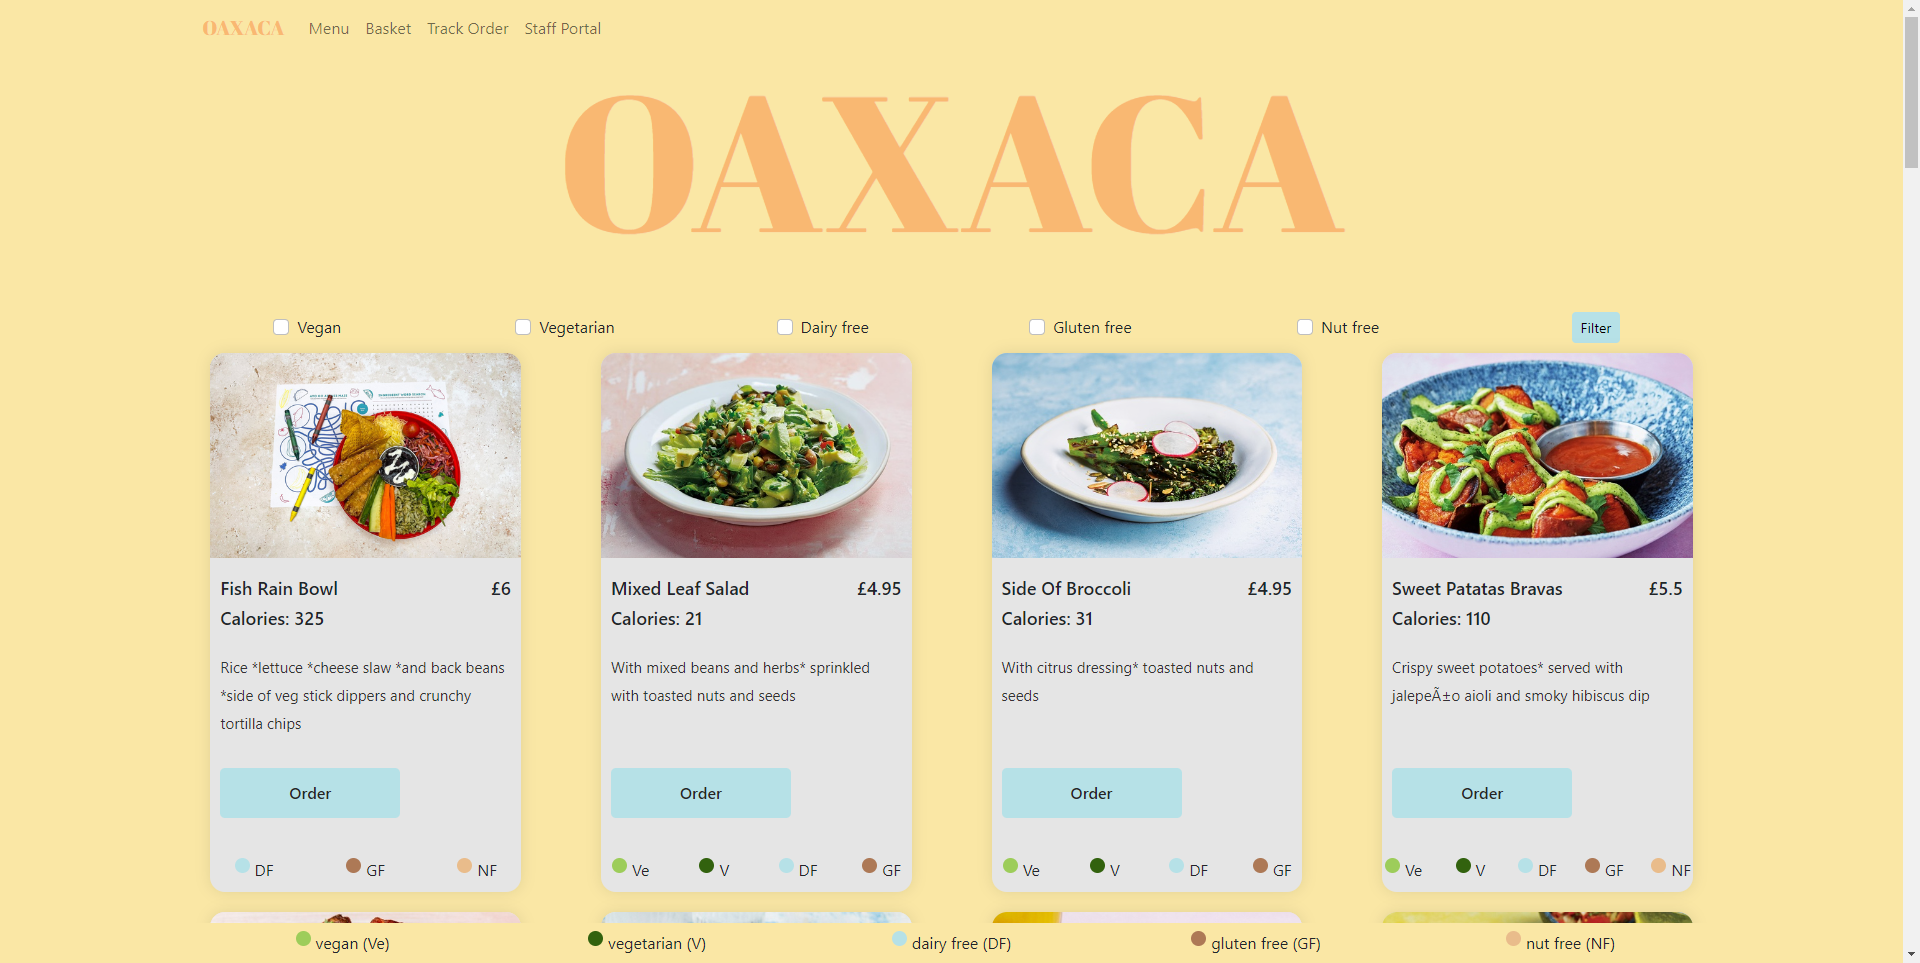 OAXACA Menu Basket Track Order Staff Portal
OAXACA
Vegan Vegetarian Dairy free Gluten free Nut free Filter
Fish Rain Bowl £6
Calories: 325
Rice *lettuce *cheese slaw *and back beans
*side of veg stick dippers and crunchy
tortilla chips
Order
DF GF NF
Mixed Leaf Salad £4.95
Calories: 21
With mixed beans and herbs* sprinkled
with toasted nuts and seeds
Order
Ve V DF GF
Side Of Broccoli £4.95
Calories: 31
With citrus dressing* toasted nuts and
seeds
Order
Ve V DF GF
Sweet Patatas Bravas £5.5
Calories: 110
Crispy sweet potatoes* served with
jalepeÃ±o aioli and smoky hibiscus dip
Order
Ve V DF GF NF
vegan (Ve) vegetarian (V) dairy free (DF) gluten free (GF) nut free (NF)